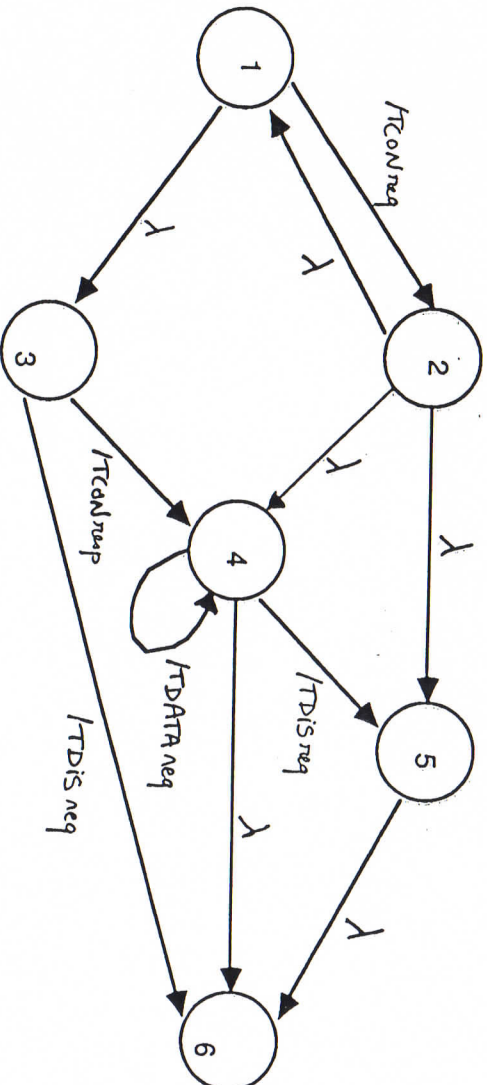 1
/TCONreq
λ
λ
2
3
λ
λ
/TCONresp
4
/TDATAreq
/TDISreq
λ
5
/TDISreq
λ
6